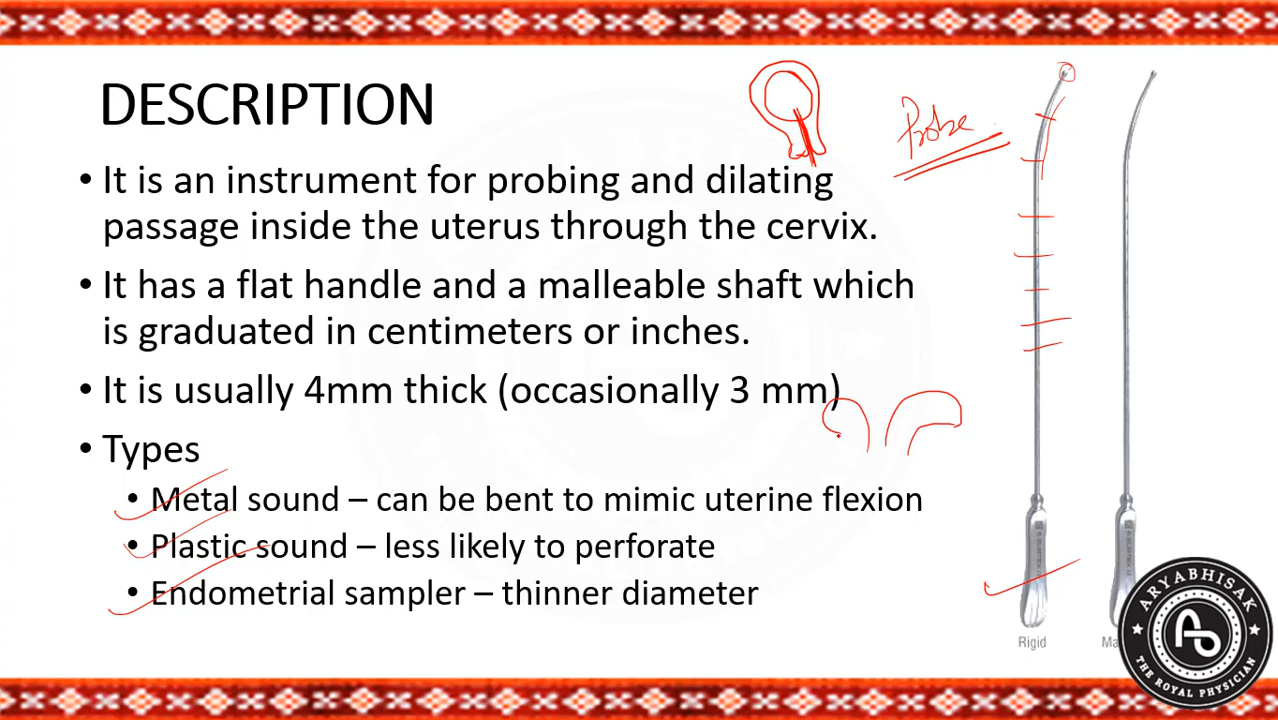 DESCRIPTION
Probe
• It is an instrument for probing and dilating
passage inside the uterus through the cervix.
• It has a flat handle and a malleable shaft which
is graduated in centimeters or inches.
• It is usually 4mm thick (occasionally 3 mm)
• Types
• Metal sound – can be bent to mimic uterine flexion
• Plastic sound – less likely to perforate
• Endometrial sampler – thinner diameter
Rigid
Ma
ARYABHISAK
THE ROYAL PHYSICIAN